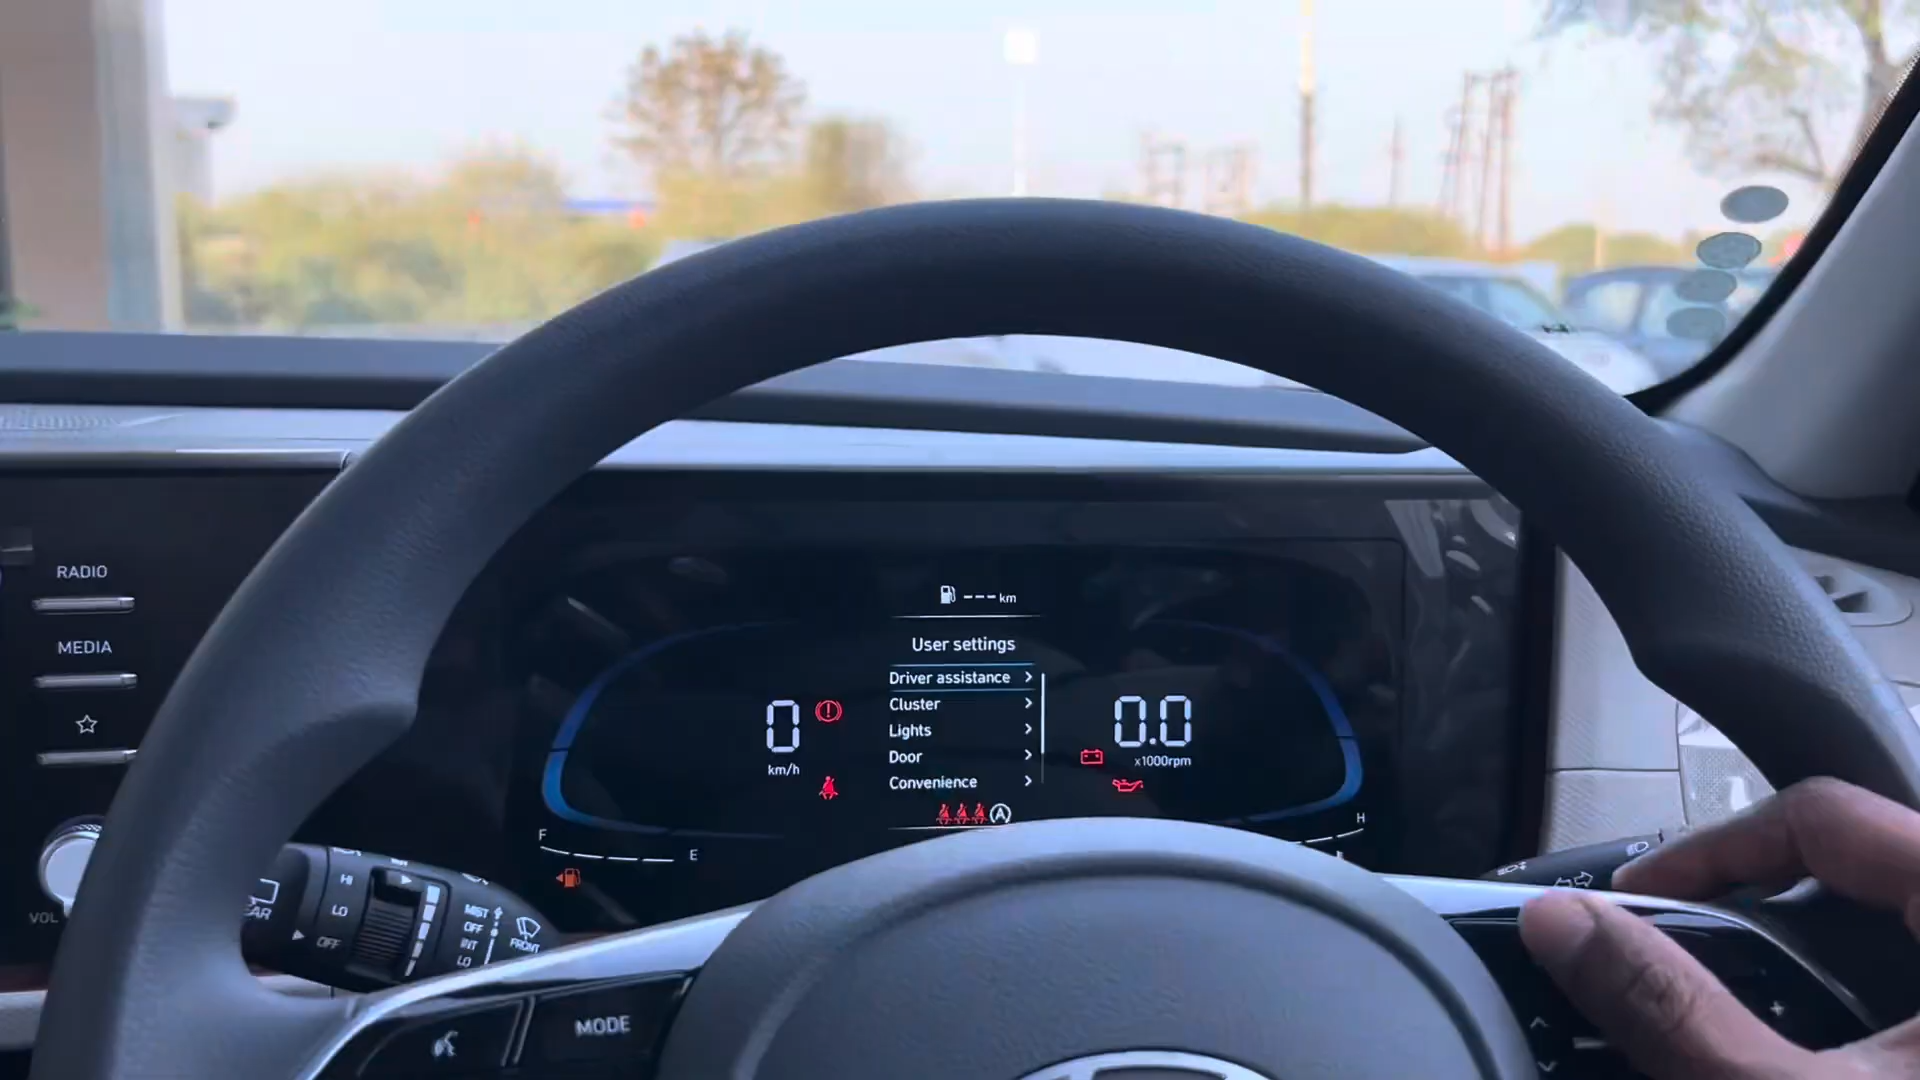 RADIO
MEDIA
VOL
--- km
User settings
Driver assistance
Cluster
Lights
Door
Convenience
0
km/h
0.0
x1000rpm
A
F
E
H
HI
LO
OFF
MIST
OFF
INT
LO
FRONT
MODE